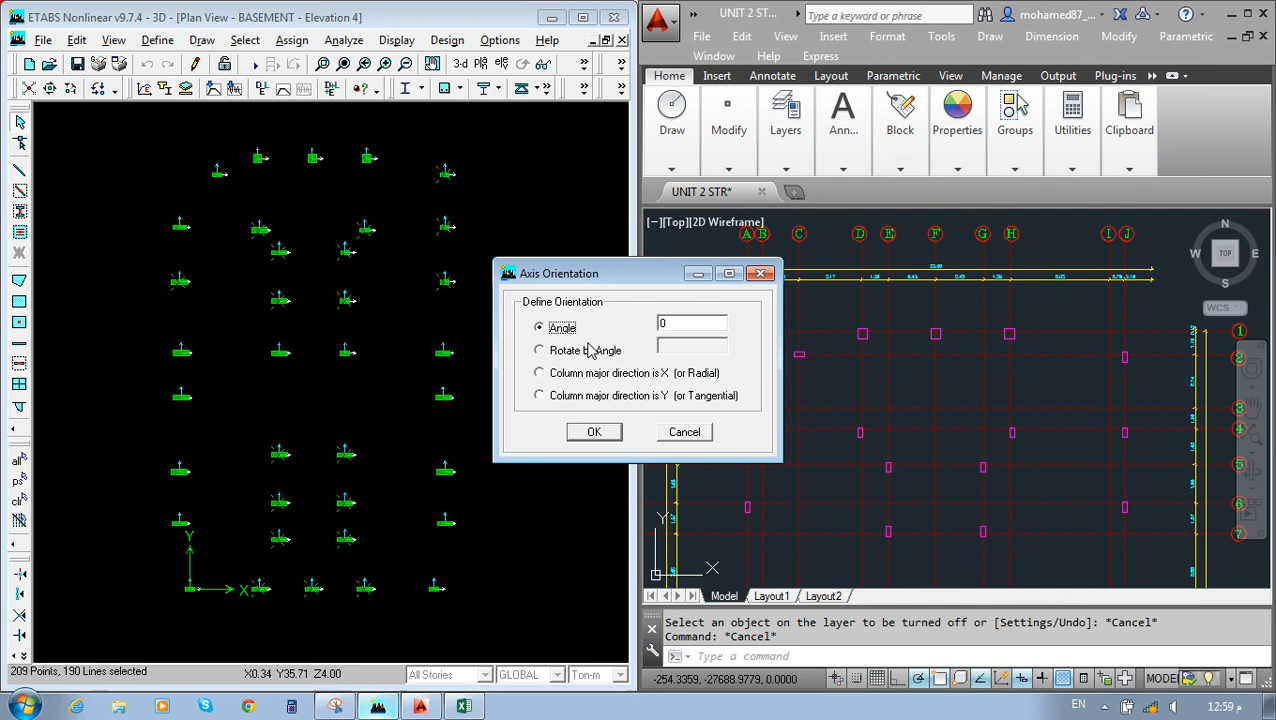 ETABS Nonlinear v9.7.4 - 3D - [Plan View - BASEMENT - Elevation 4]
File Edit View Define Draw Select Assign Analyze Display Design Options Help
3-d
all
ps
clr
Y
X
209 Points, 190 Lines selected
X0.34 Y35.71 Z4.00
All Stories
GLOBAL
Ton-m
Axis Orientation
Define Orientation
Angle
0
Rotate by Angle
Column major direction is X (or Radial)
Column major direction is Y (or Tangential)
OK
Cancel
UNIT 2 STR...
Type a keyword or phrase
mohamed87_...
File Edit View Insert Format Tools Draw Dimension Modify Parametric
Window Help Express
Home Insert Annotate Layout Parametric View Manage Output Plug-ins
Draw
Modify
Layers
Ann...
Block
Properties
Groups
Utilities
Clipboard
UNIT 2 STR*
[−][Top][2D Wireframe]
A B C D E F G H I J
N
W TOP E
S
WCS
1
2
3
4
5
6
7
Y
X
Model Layout1 Layout2
Select an object on the layer to be turned off or [Settings/Undo]: *Cancel*
Command: *Cancel*
Type a command
-254.3359, -27688.9779, 0.0000
MODEL
EN
12:59 م